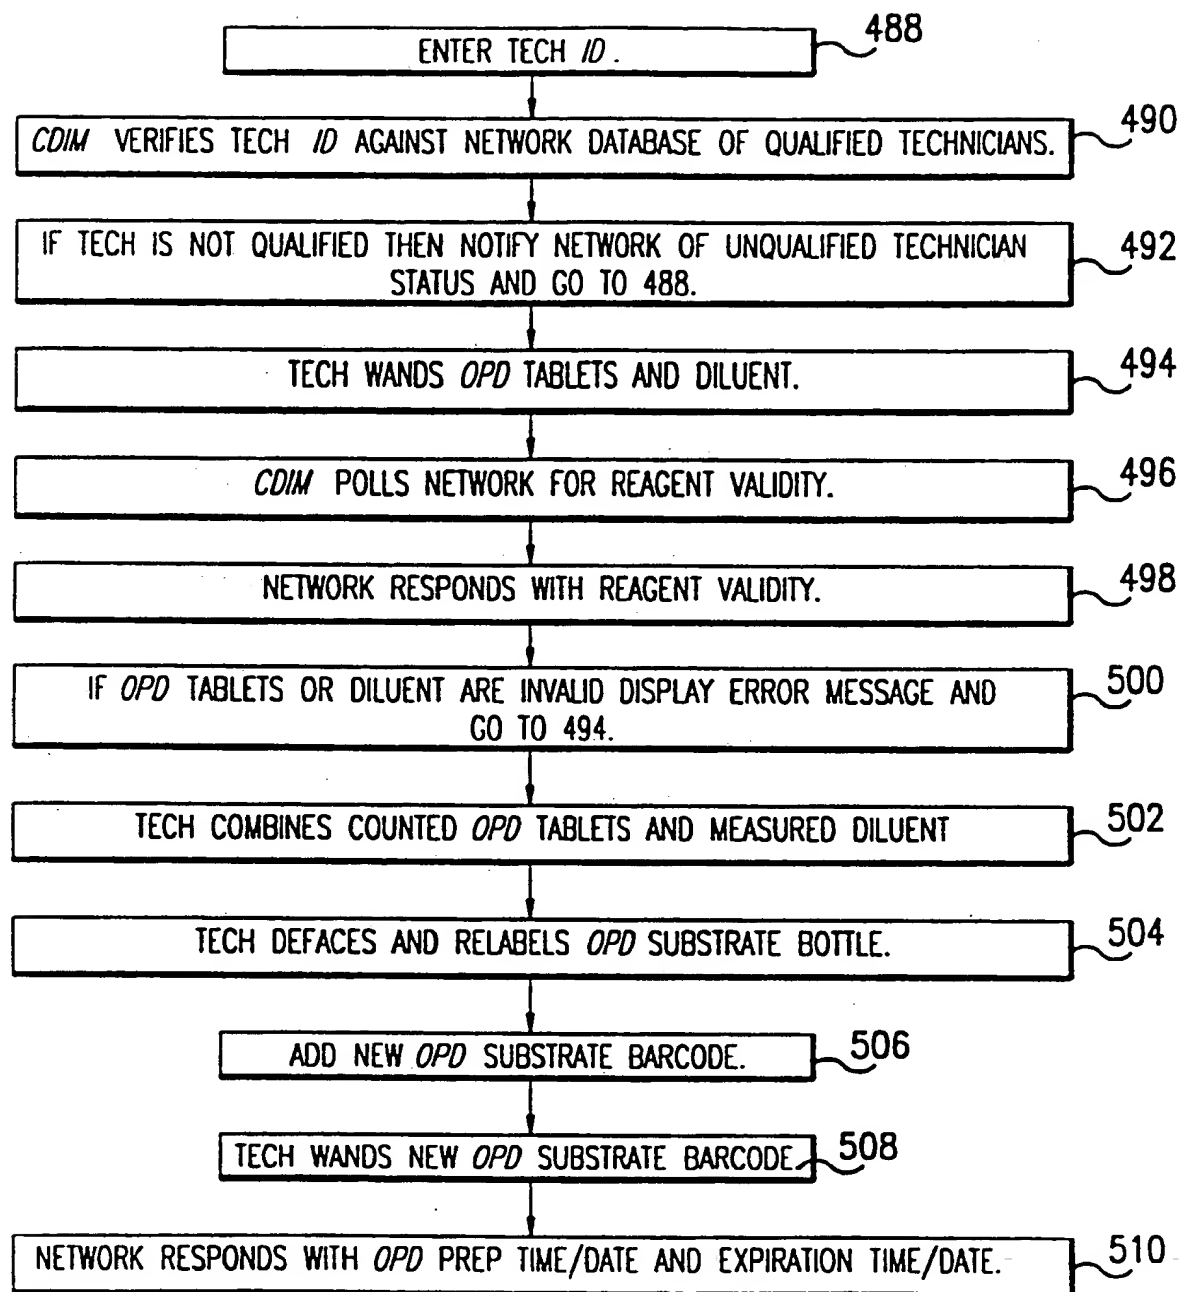 ENTER TECH ID.
488
CDIM VERIFIES TECH ID AGAINST NETWORK DATABASE OF QUALIFIED TECHNICIANS.
490
IF TECH IS NOT QUALIFIED THEN NOTIFY NETWORK OF UNQUALIFIED TECHNICIAN
STATUS AND GO TO 488.
492
TECH WANDS OPD TABLETS AND DILUENT.
494
CDIM POLLS NETWORK FOR REAGENT VALIDITY.
496
NETWORK RESPONDS WITH REAGENT VALIDITY.
498
IF OPD TABLETS OR DILUENT ARE INVALID DISPLAY ERROR MESSAGE AND
GO TO 494.
500
TECH COMBINES COUNTED OPD TABLETS AND MEASURED DILUENT
502
TECH DEFACES AND RELABELS OPD SUBSTRATE BOTTLE.
504
ADD NEW OPD SUBSTRATE BARCODE.
506
TECH WANDS NEW OPD SUBSTRATE BARCODE.
508
NETWORK RESPONDS WITH OPD PREP TIME/DATE AND EXPIRATION TIME/DATE.
510